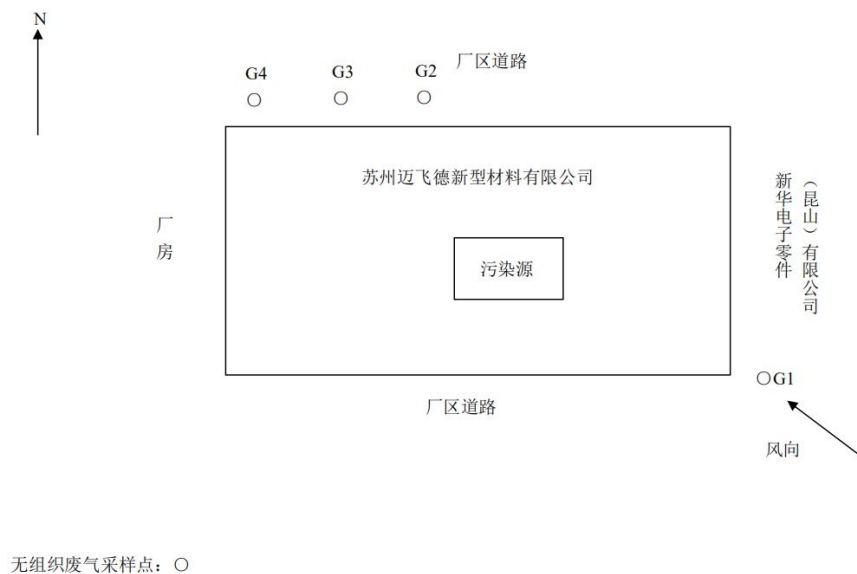 N
厂区道路
G4
G3
G2
苏州迈飞德新型材料有限公司
厂房
污染源
新华电子零件
（昆山）有限公司
G1
厂区道路
风向
无组织废气采样点：○